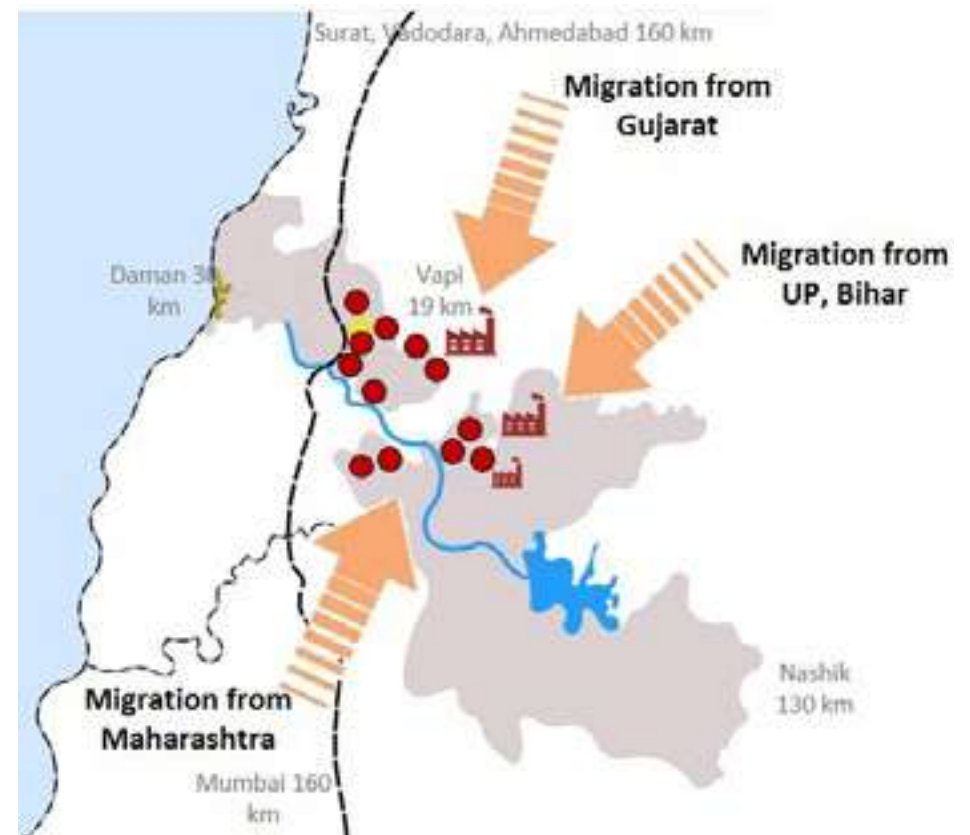 Surat, Vadodara, Ahmedabad 160 km
Migration from
Gujarat
Migration from
UP, Bihar
Daman 30
km
Vapi
19 km
Nashik
130 km
Migration from
Maharashtra
Mumbai 160
km